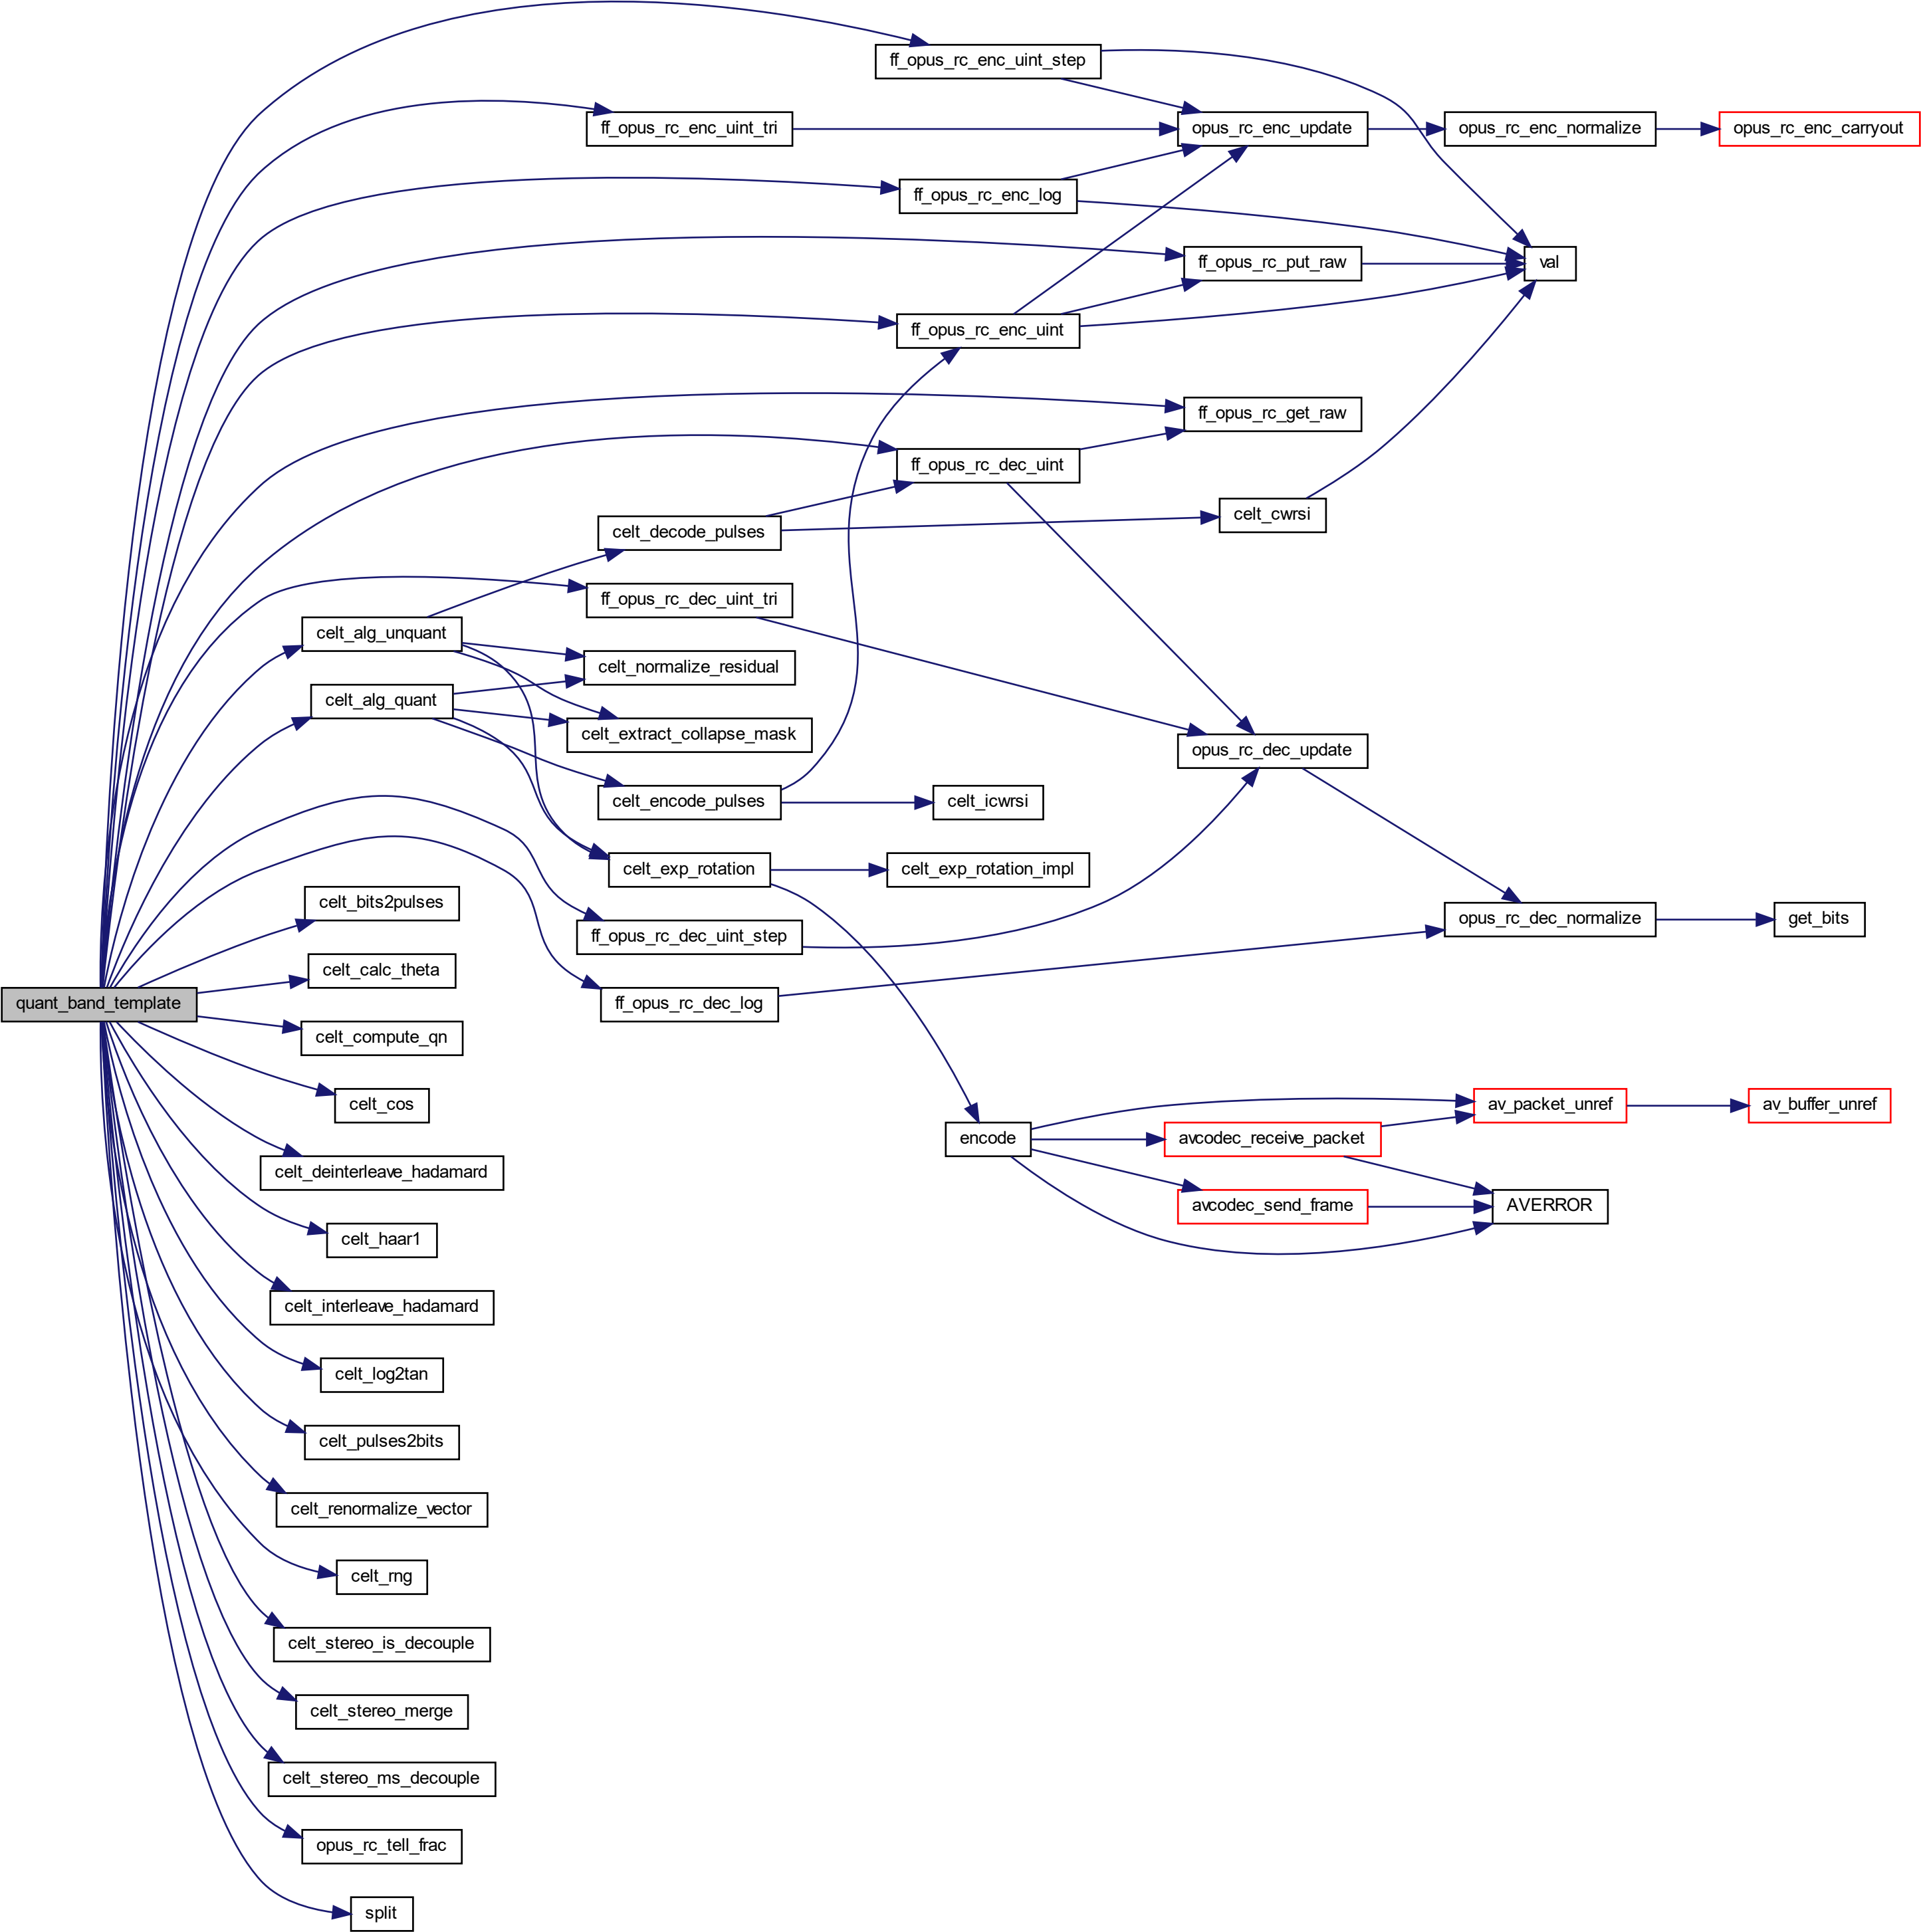 ff_opus_rc_enc_uint_step
ff_opus_rc_enc_uint_tri
opus_rc_enc_update
opus_rc_enc_normalize
opus_rc_enc_carryout
ff_opus_rc_enc_log
ff_opus_rc_put_raw
val
ff_opus_rc_enc_uint
ff_opus_rc_get_raw
ff_opus_rc_dec_uint
celt_cwrsi
celt_decode_pulses
ff_opus_rc_dec_uint_tri
celt_alg_unquant
celt_normalize_residual
celt_alg_quant
celt_extract_collapse_mask
opus_rc_dec_update
celt_encode_pulses
celt_icwrsi
celt_exp_rotation
celt_exp_rotation_impl
celt_bits2pulses
ff_opus_rc_dec_uint_step
opus_rc_dec_normalize
get_bits
celt_calc_theta
quant_band_template
ff_opus_rc_dec_log
celt_compute_qn
celt_cos
av_packet_unref
av_buffer_unref
encode
avcodec_receive_packet
celt_deinterleave_hadamard
avcodec_send_frame
AVERROR
celt_haar1
celt_interleave_hadamard
celt_log2tan
celt_pulses2bits
celt_renormalize_vector
celt_rng
celt_stereo_is_decouple
celt_stereo_merge
celt_stereo_ms_decouple
opus_rc_tell_frac
split